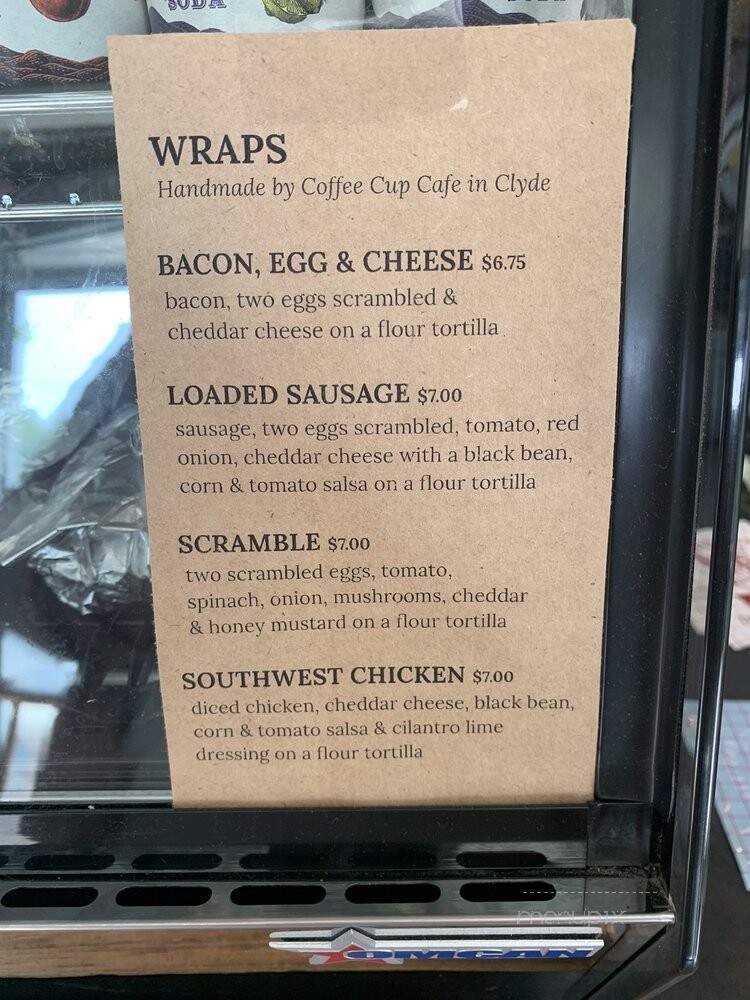 SODA
WRAPS
Handmade by Coffee Cup Cafe in Clyde
BACON, EGG & CHEESE $6.75
bacon, two eggs scrambled &
cheddar cheese on a flour tortilla
LOADED SAUSAGE $7.00
sausage, two eggs scrambled, tomato, red
onion, cheddar cheese with a black bean,
corn & tomato salsa on a flour tortilla
SCRAMBLE $7.00
two scrambled eggs, tomato,
spinach, onion, mushrooms, cheddar
& honey mustard on a flour tortilla
SOUTHWEST CHICKEN $7.00
diced chicken, cheddar cheese, black bean,
corn & tomato salsa & cilantro lime
dressing on a flour tortilla
menupix
TOMCAN